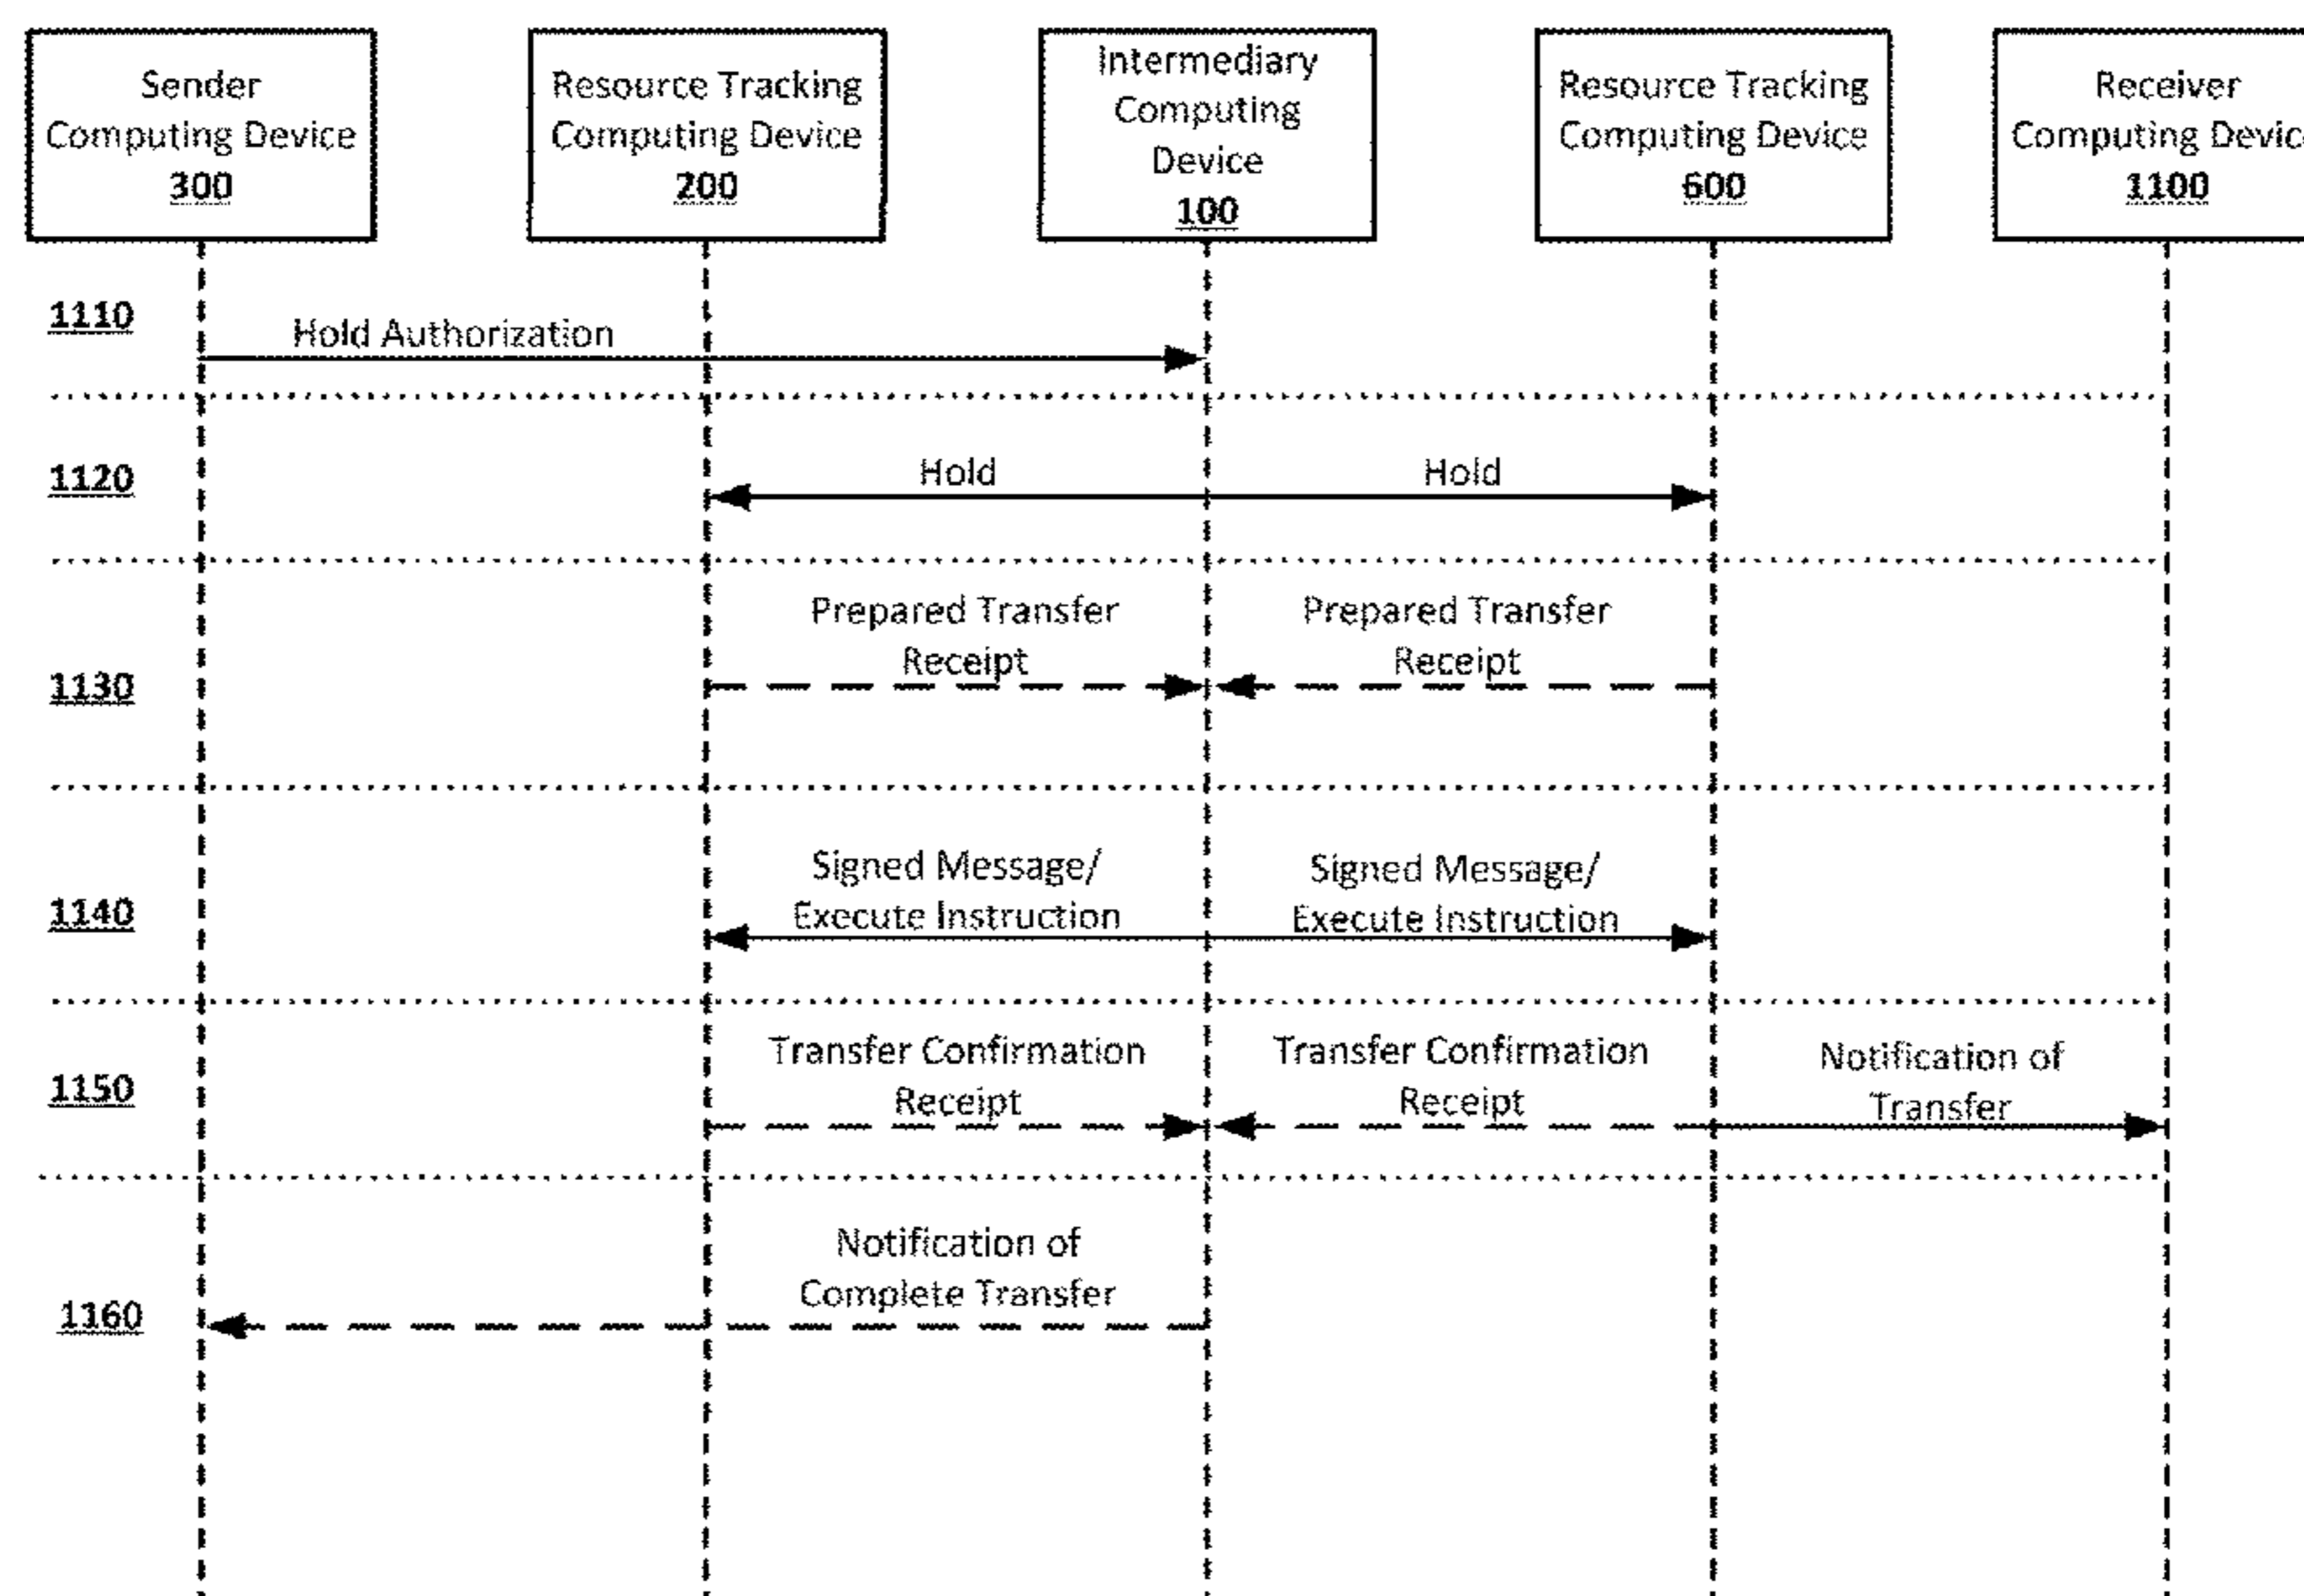 Sender
Computing Device
300
Resource Tracking
Computing Device
200
Intermediary
Computing
Device
100
Resource Tracking
Computing Device
600
Receiver
Computing Devic
1100
1110
Hold Authorization
1120
Hold
Hold
1130
Prepared Transfer
Receipt
Prepared Transfer
Receipt
1140
Signed Message/
Execute Instruction
Signed Message/
Execute Instruction
1150
Transfer Confirmation
Receipt
Transfer Confirmation
Receipt
Notification of
Transfer
1160
Notification of
Complete Transfer